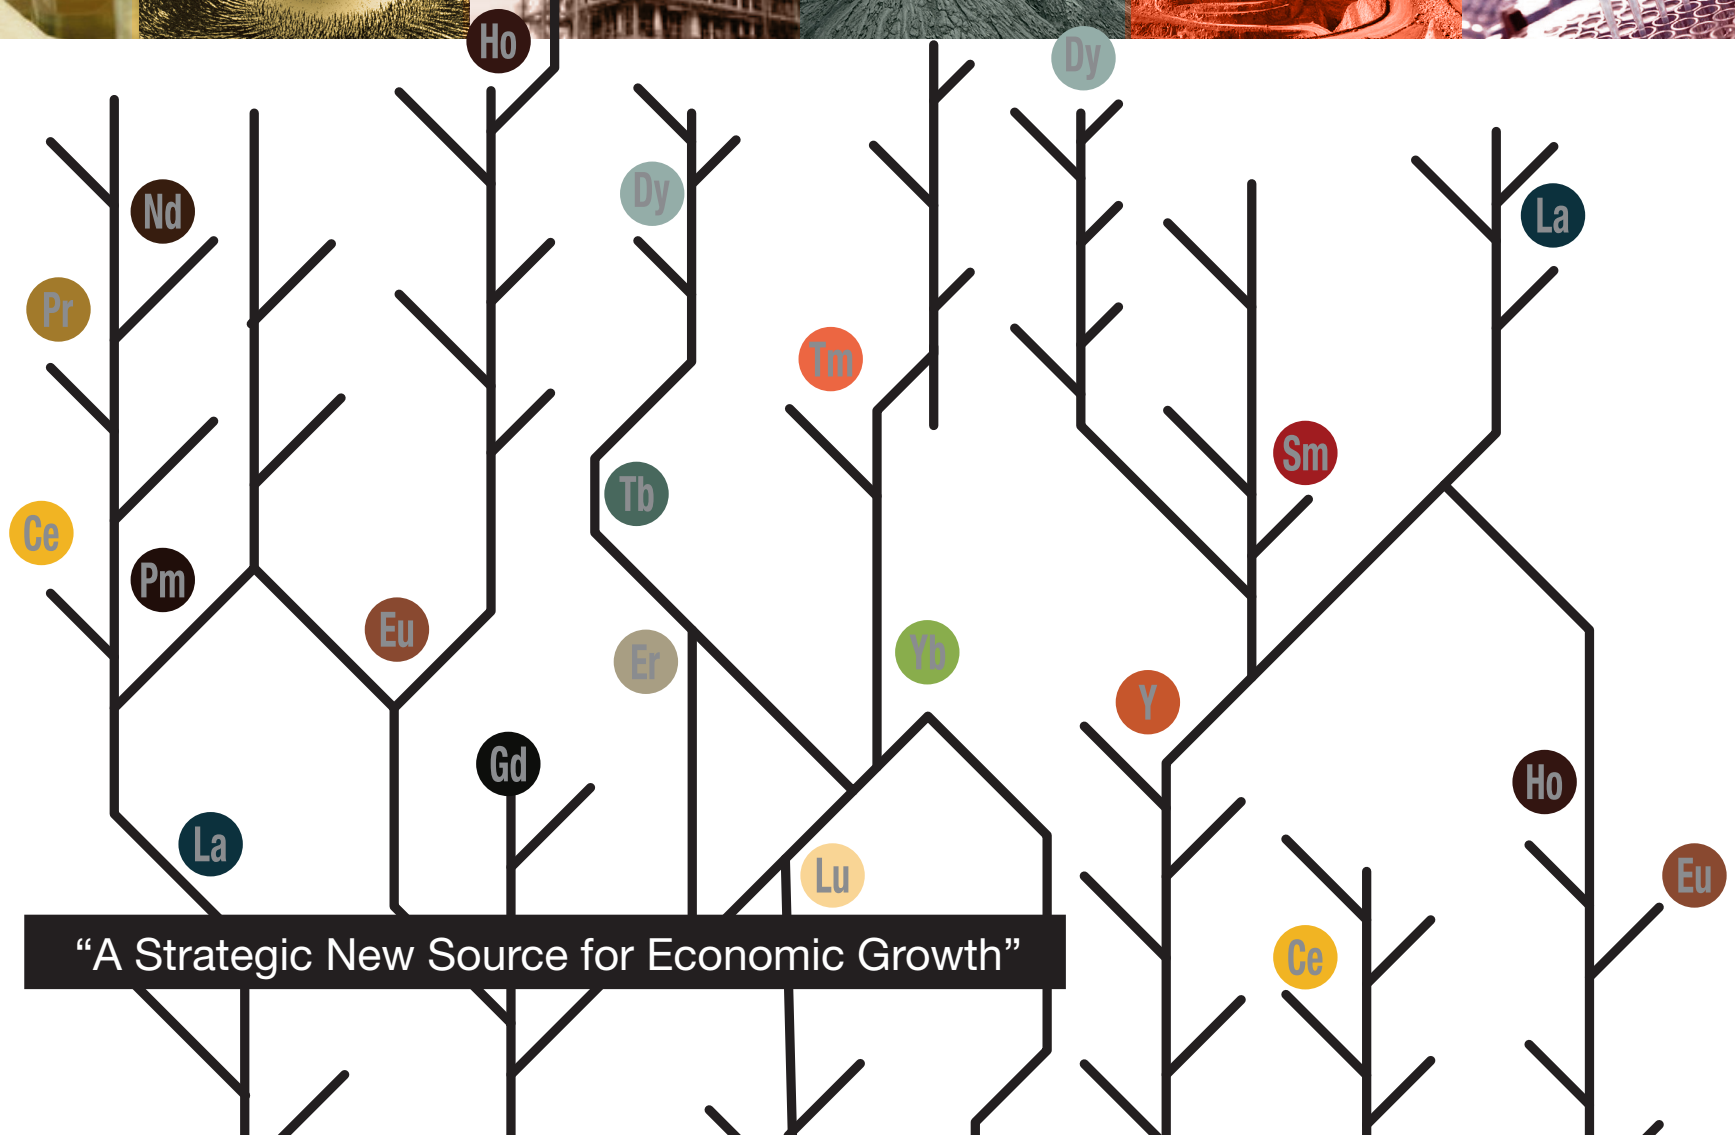 Ho
Dy
Nd
Dy
La
Pr
Tm
Sm
Tb
Ce
Pm
Eu
Er
Yb
Y
Gd
Ho
La
Lu
Eu
“A Strategic New Source for Economic Growth”
Ce